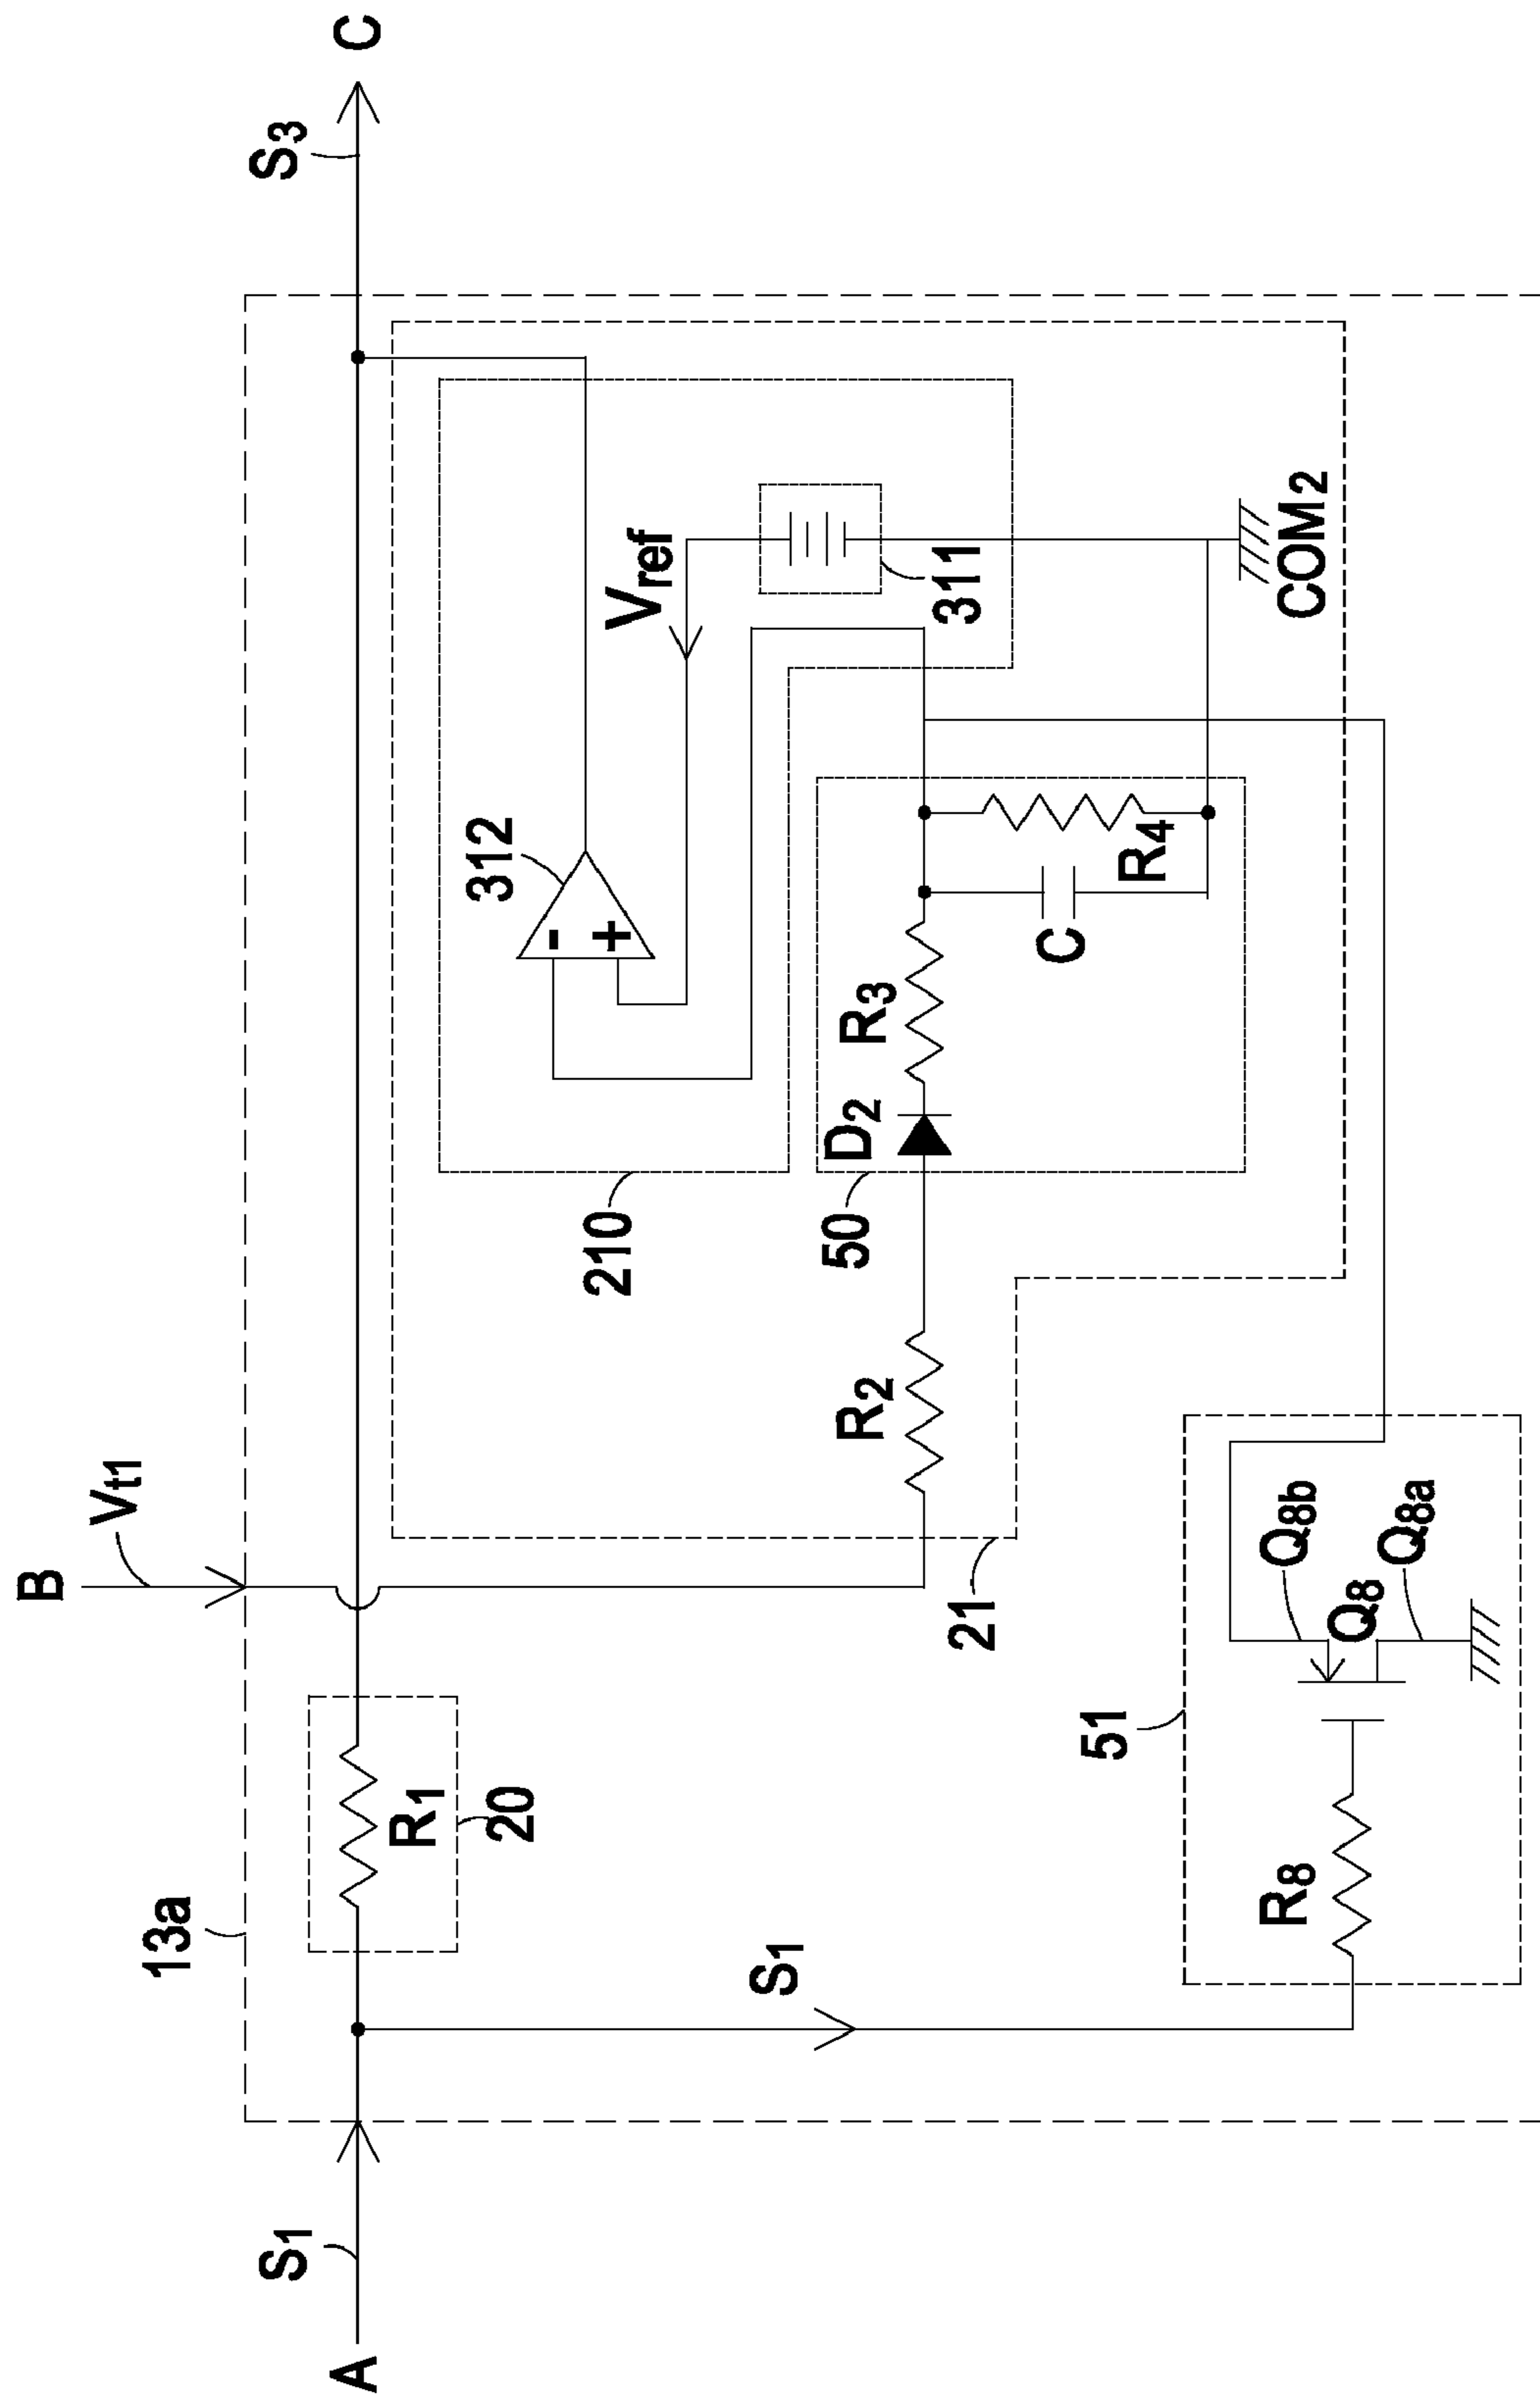 13a
B
Vt1
A
S1
R1
20
S3
C
S1
312
-
+
Vref
311
210
50
D2
R3
C
R4
COM2
R2
21
51
R8
Q8b
Q8
Q8a